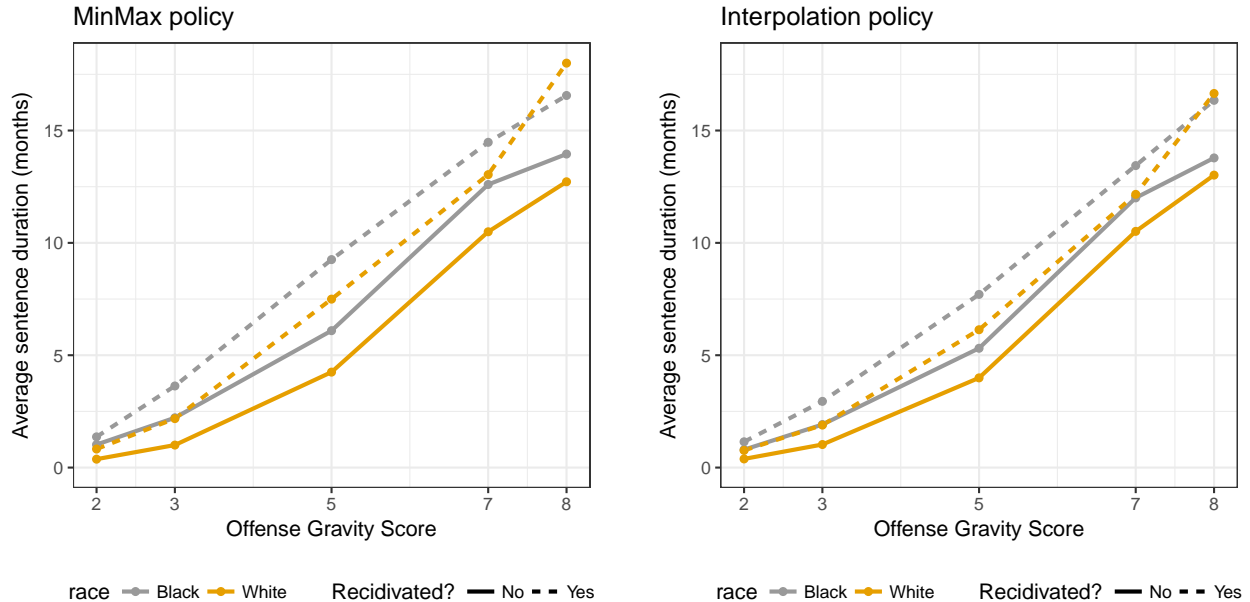 MinMax policy
15
10
5
0
Average sentence duration (months)
2 3 5 7 8
Offense Gravity Score
race Black White Recidivated? No Yes
Interpolation policy
15
10
5
0
Average sentence duration (months)
2 3 5 7 8
Offense Gravity Score
race Black White Recidivated? No Yes